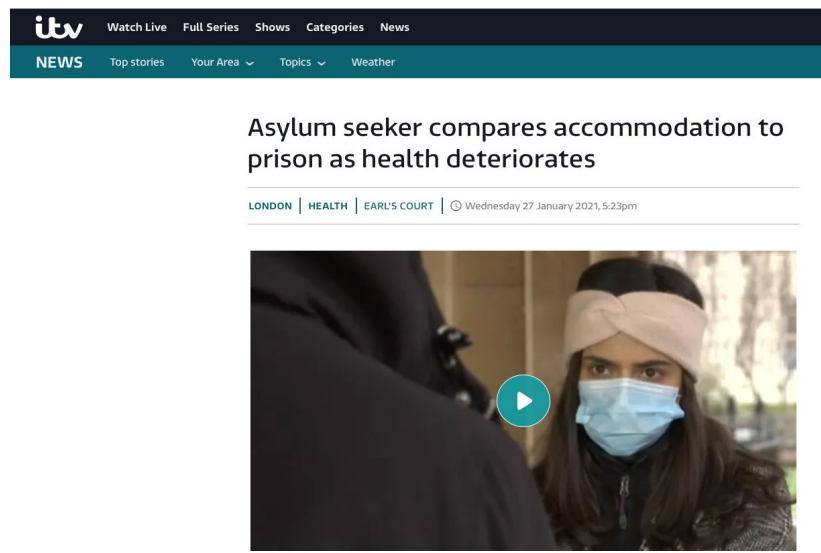 itv Watch Live Full Series Shows Categories News
NEWS Top stories Your Area Topics Weather
Asylum seeker compares accommodation to
prison as health deteriorates
LONDON | HEALTH | EARL'S COURT | Wednesday 27 January 2021, 5:23pm